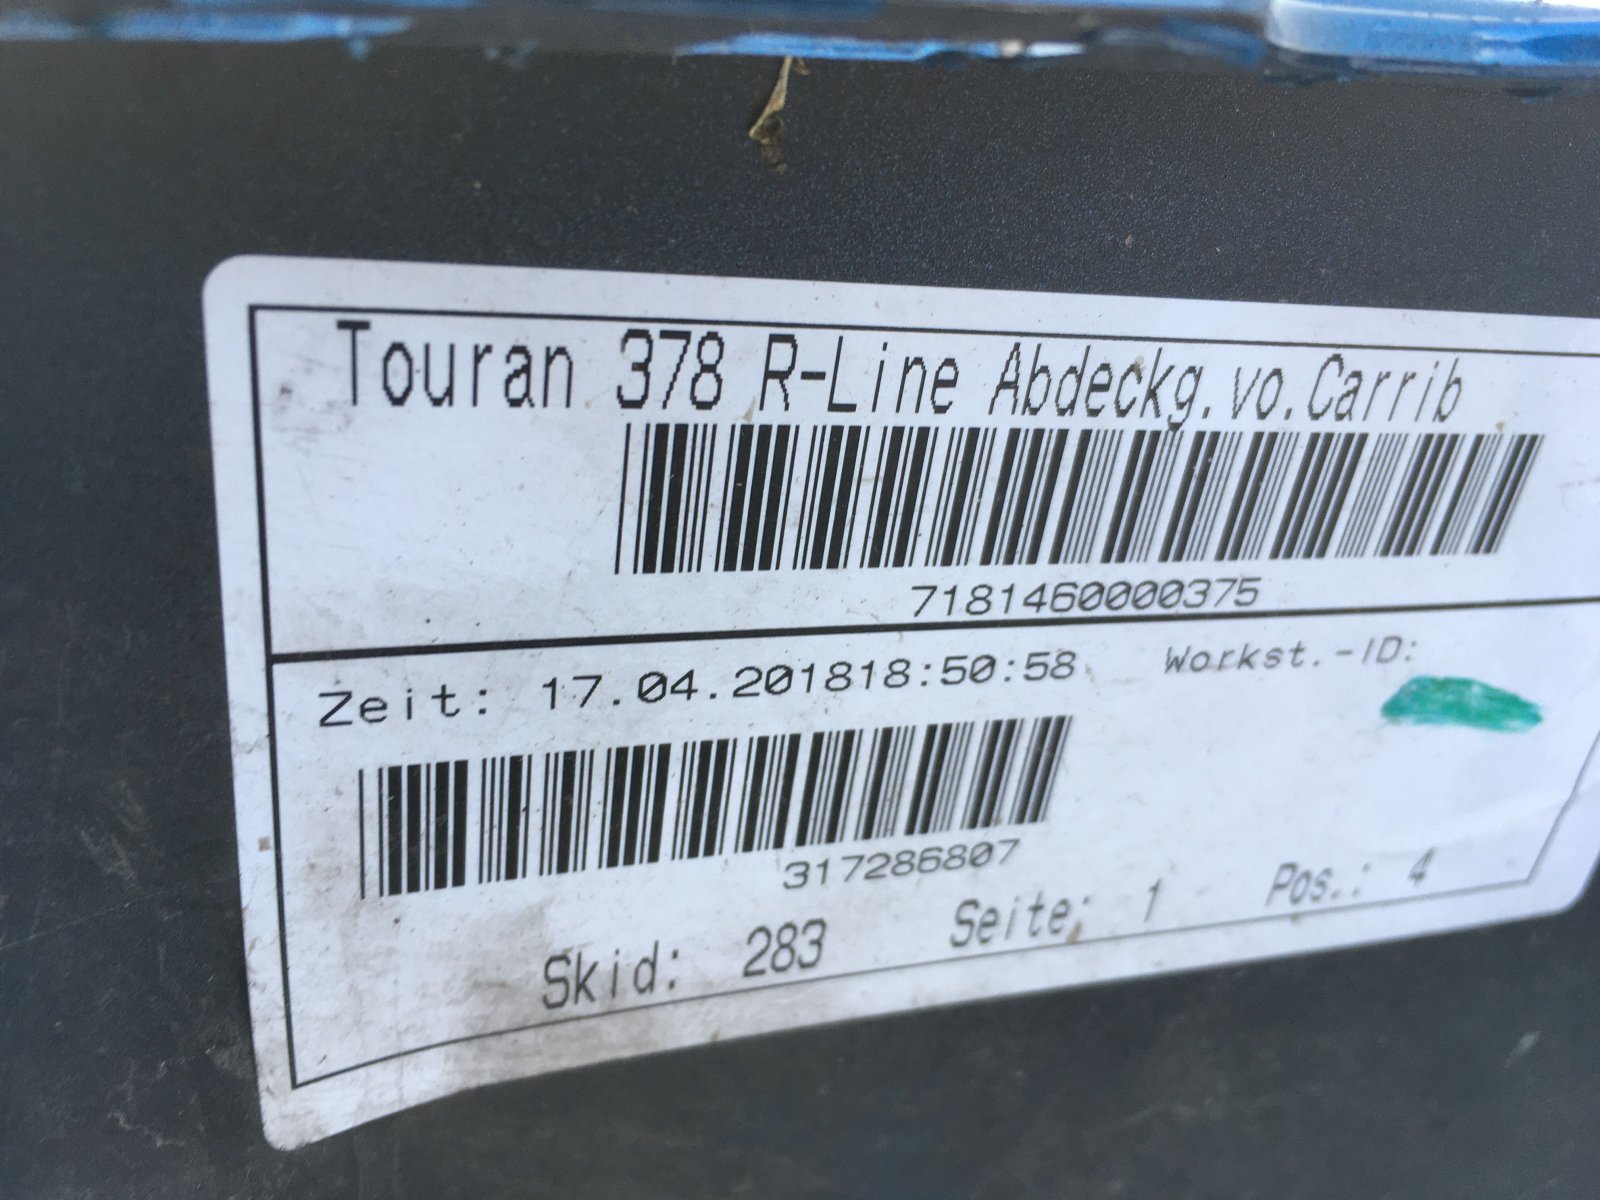 Touran 378 R-Line Abdeckg.vo.Carrib
7181460000375
Zeit: 17.04.201818:50:58 Workst.-ID:
317286807
Skid: 283 Seite: 1 Pos.: 4